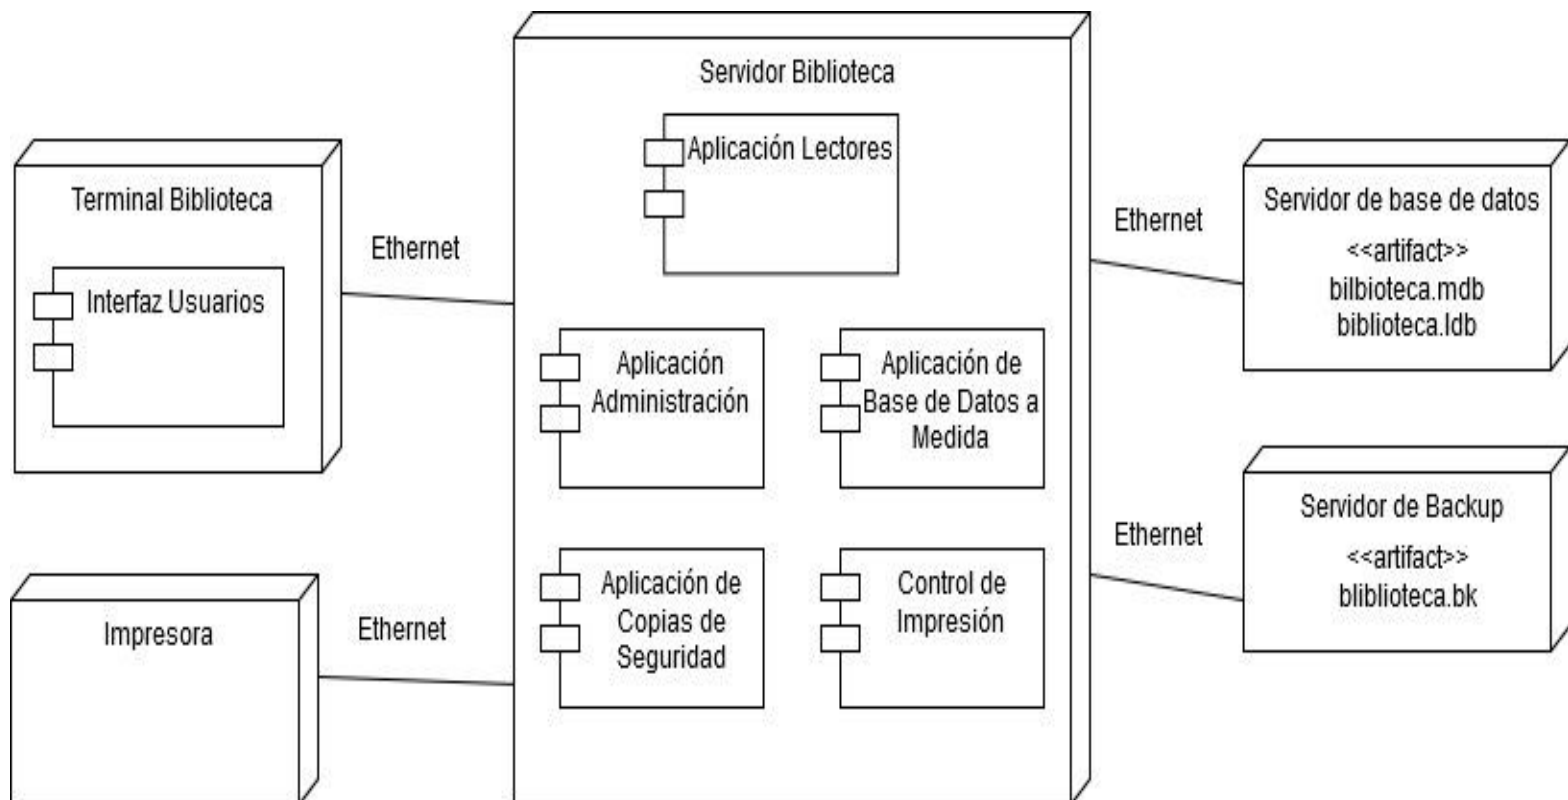 Servidor Biblioteca
Aplicación Lectores
Terminal Biblioteca
Interfaz Usuarios
Ethernet
Aplicación
Administración
Aplicación de
Base de Datos a
Medida
Aplicación de
Copias de
Seguridad
Control de
Impresión
Impresora
Ethernet
Ethernet
Servidor de base de datos
<<artifact>>
bilbioteca.mdb
biblioteca.ldb
Ethernet
Servidor de Backup
<<artifact>>
bliblioteca.bk